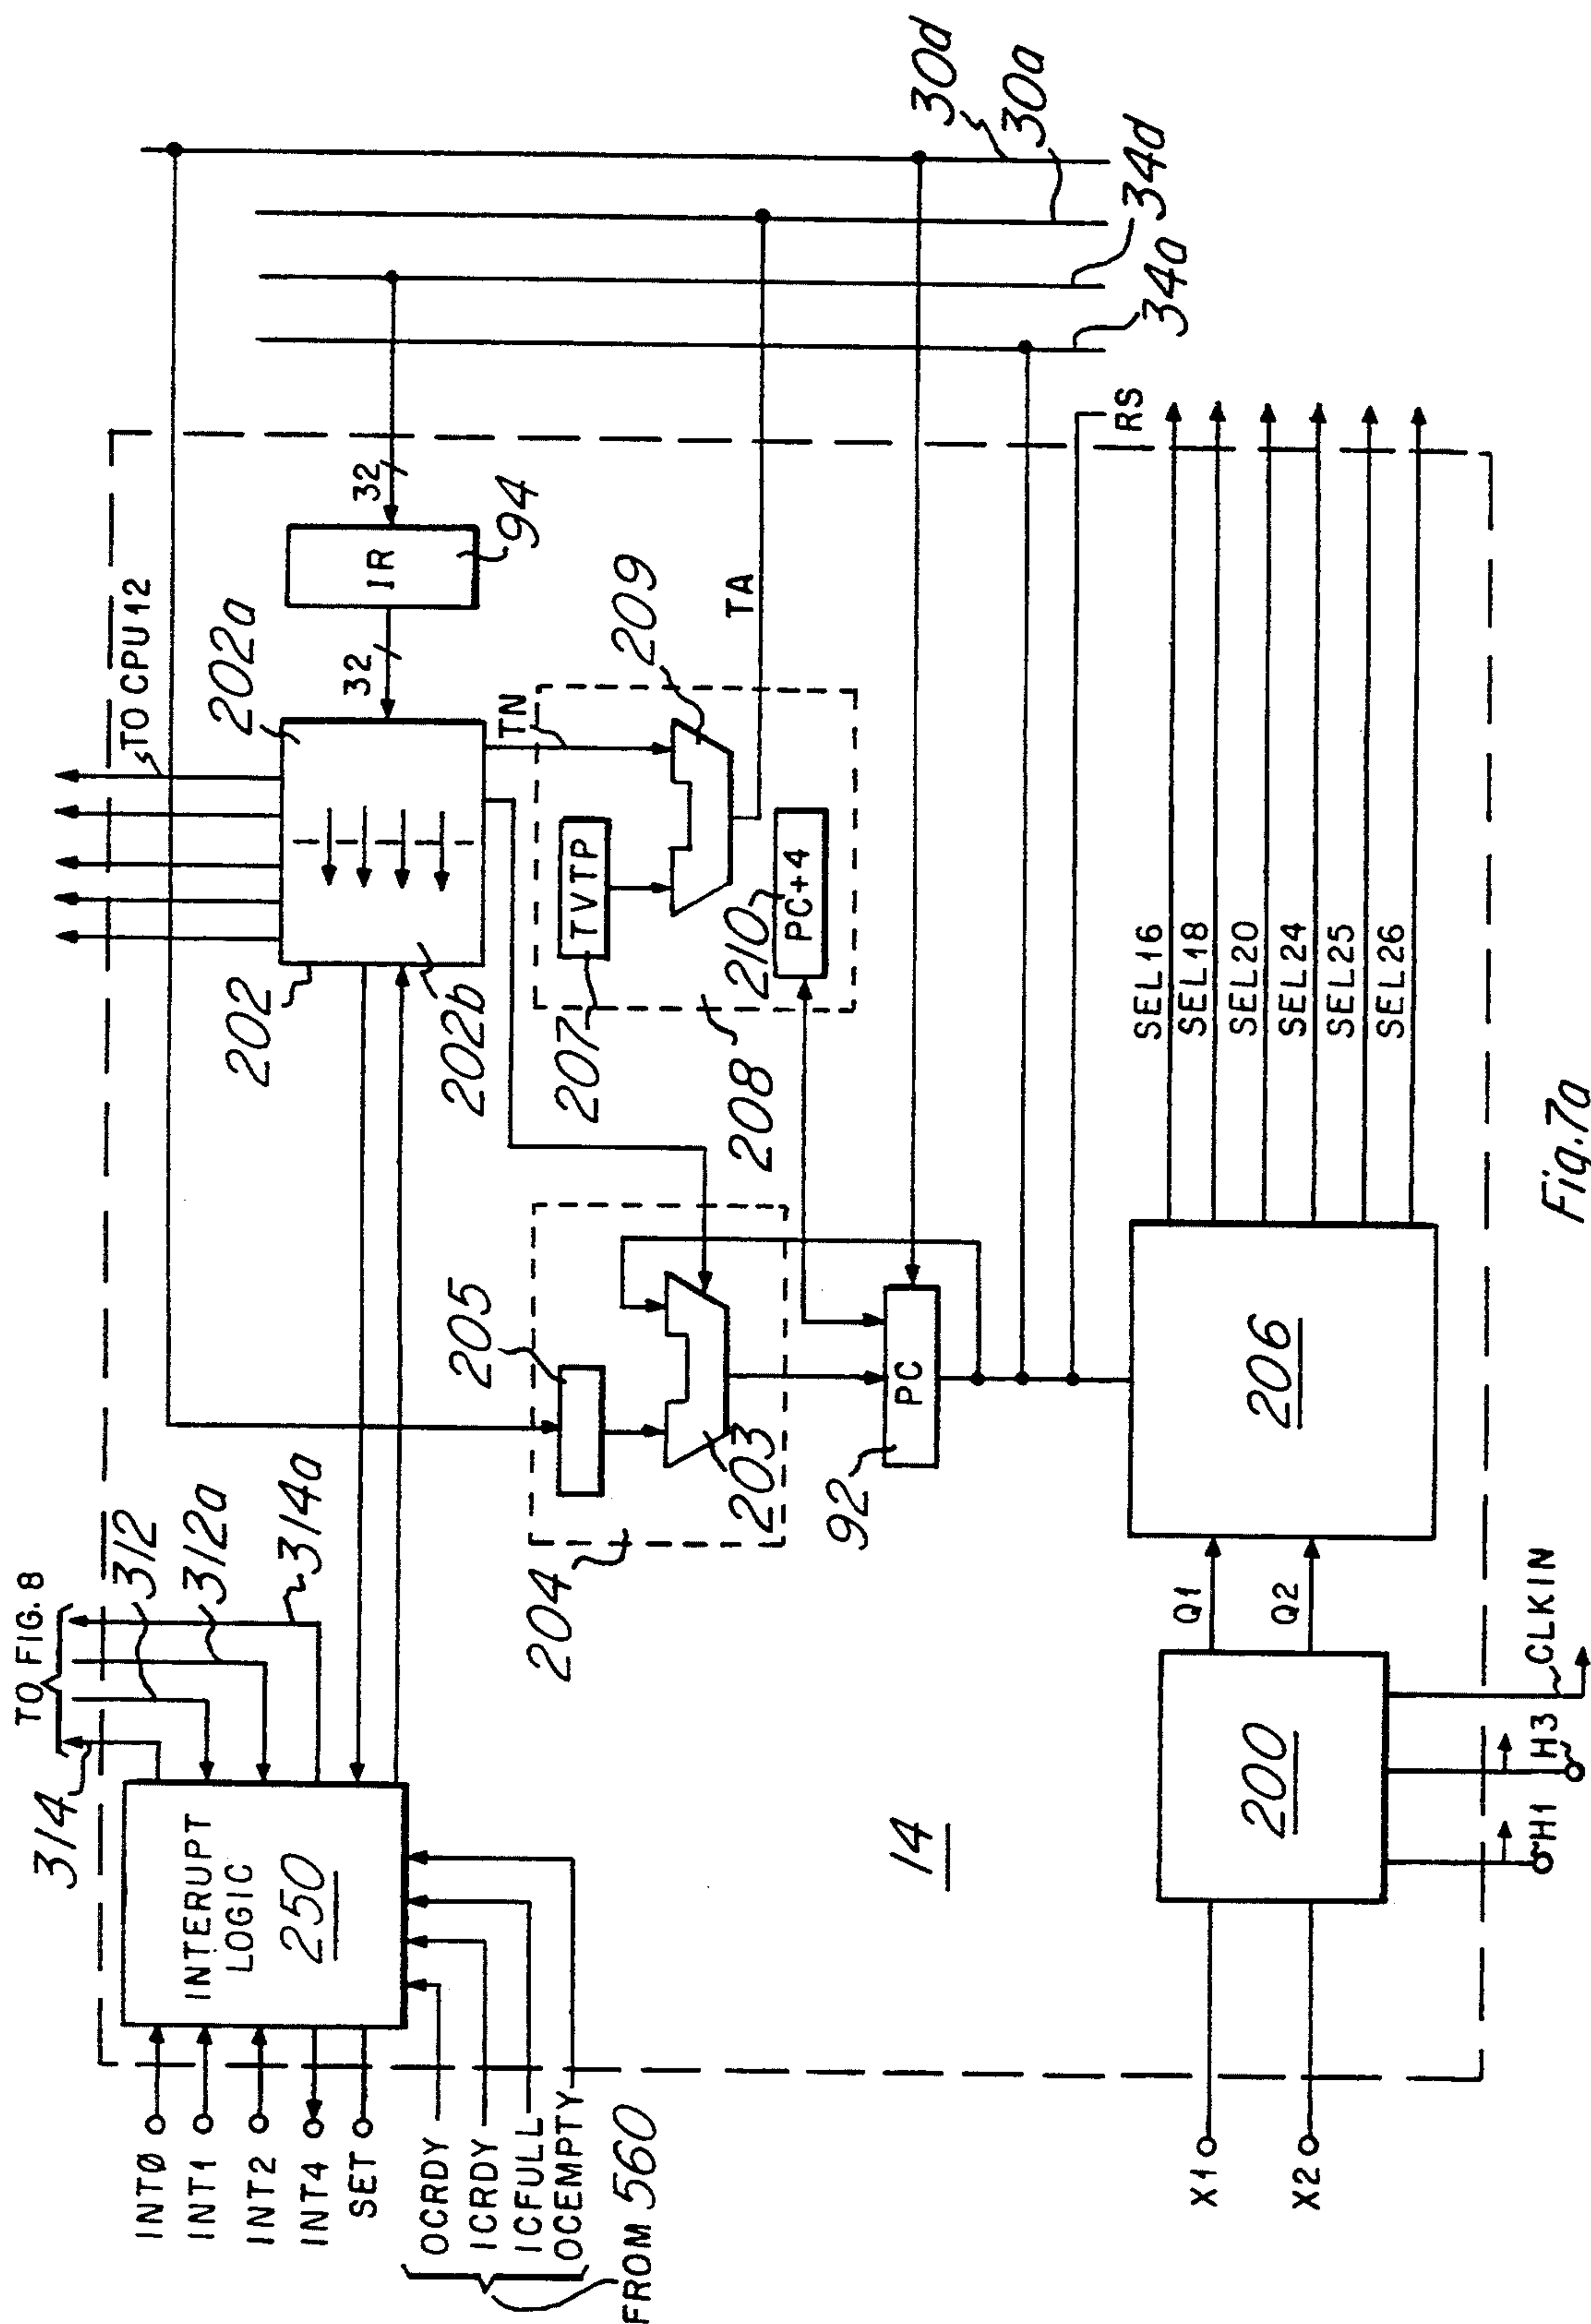 TO FIG. 8
314
312
312a
314a
INTERUPT
LOGIC
250
INTØ
INT1
INT2
INT4
SET
OCRDY
ICRDY
ICFULL
OCEMPTY
FROM 560
TO CPU 12
202a
202
202b
32
IR
94
32
TN
TVTP
207
209
208
210
PC+4
TA
205
203
204
PC
92
30d
30a
34d
34a
RS
SEL16
SEL18
SEL20
SEL24
SEL25
SEL26
206
Q1
Q2
200
X1
X2
H1
H3
CLKIN
14
Fig. 7a